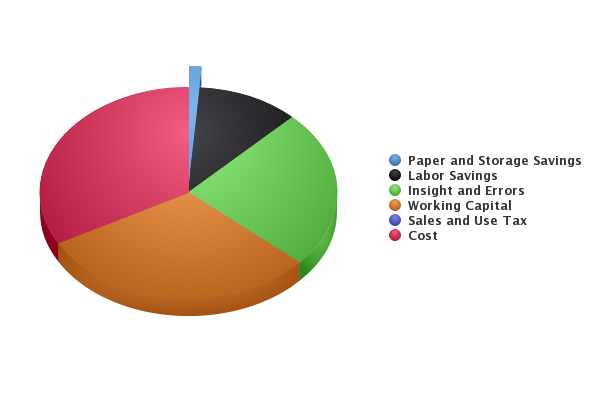 Paper and Storage Savings
Labor Savings
Insight and Errors
Working Capital
Sales and Use Tax
Cost